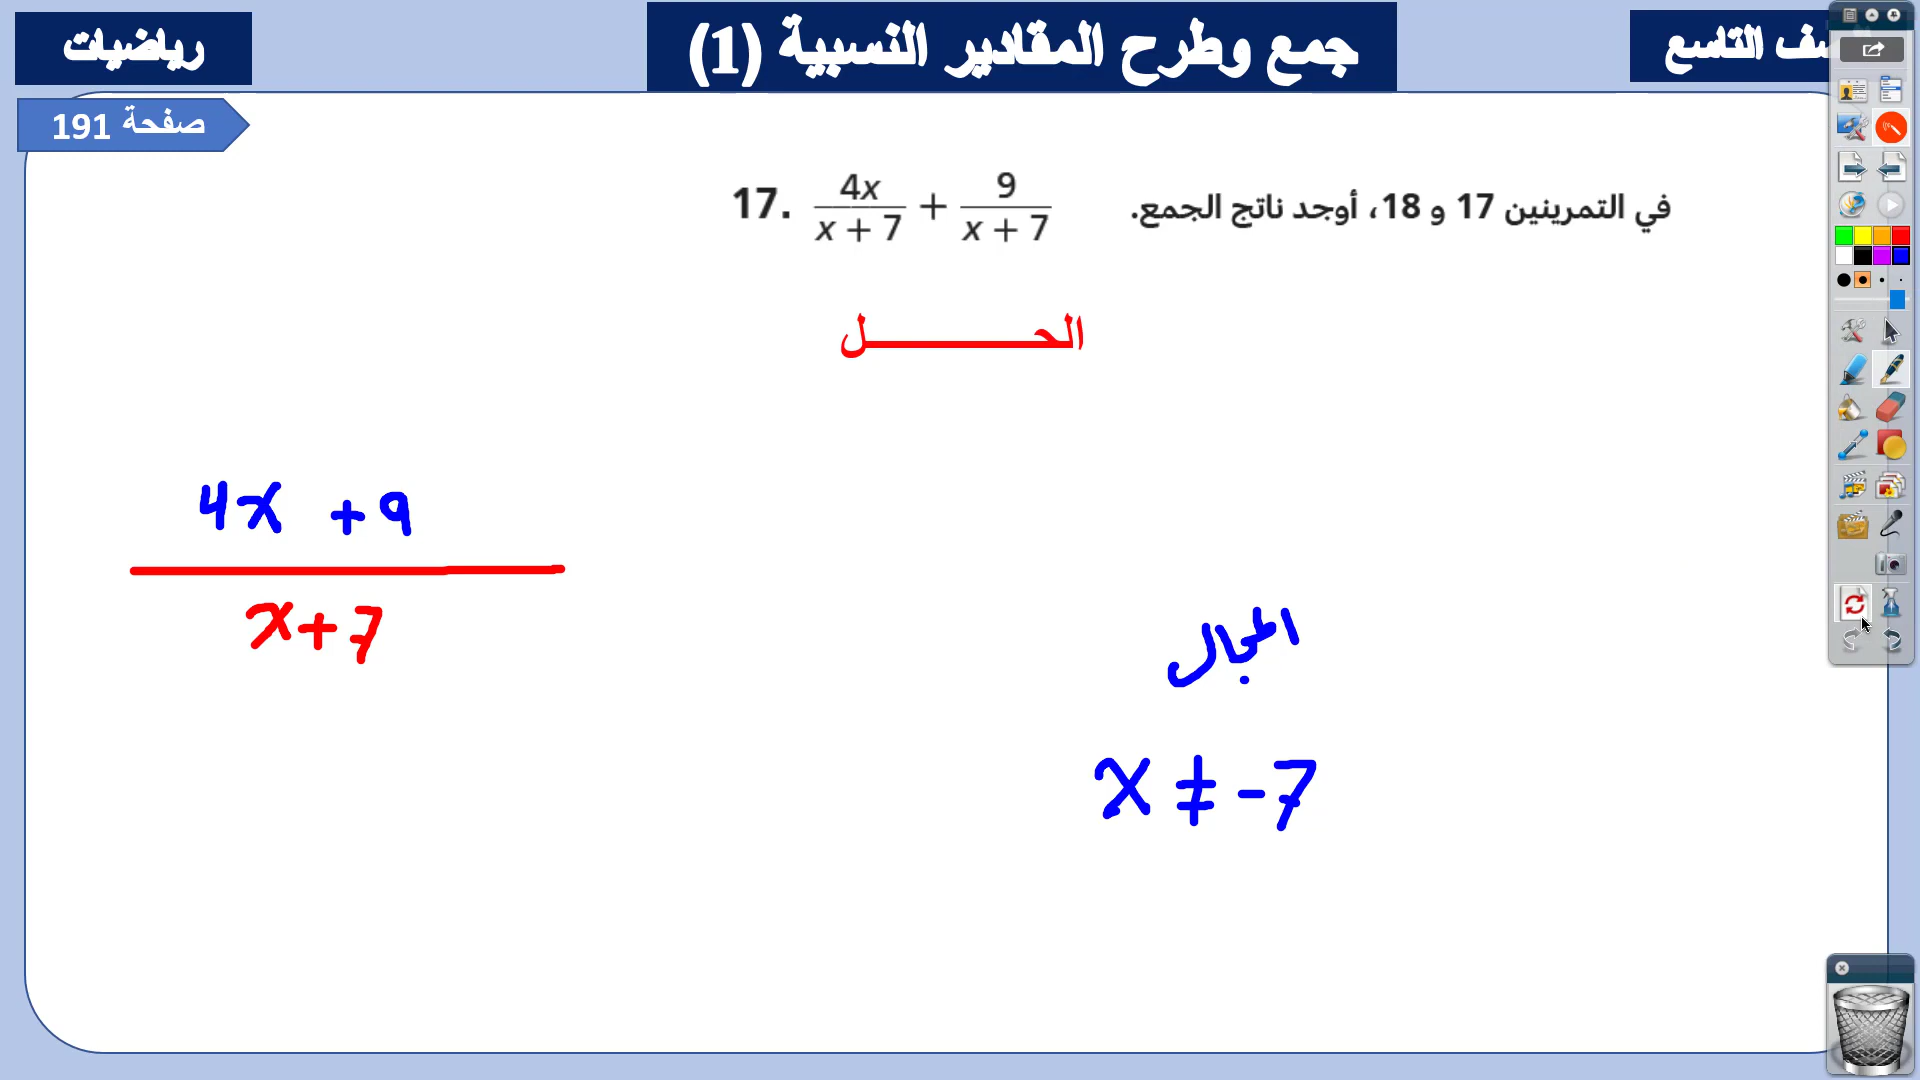 رياضيات
جمع وطرح المقادير النسبية (1)
التاسع
صفحة 191
في التمرينين 17 و 18، أوجد ناتج الجمع.
17. 4x/(x + 7) + 9/(x + 7)
الحـــــــــل
4x + 9
x + 7
المجال
x ≠ -7